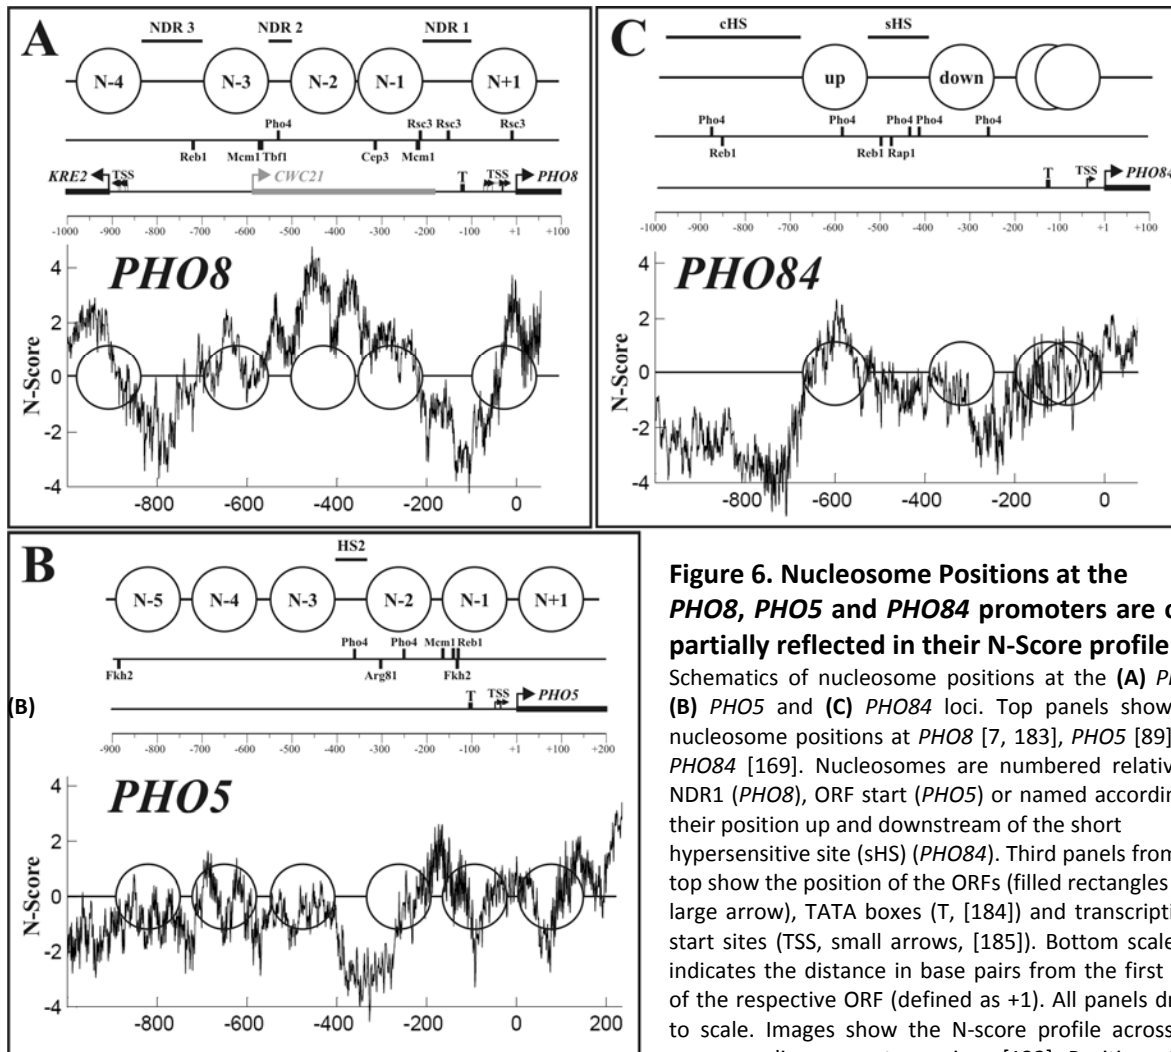 A
NDR 3 NDR 2 NDR 1
N-4 N-3 N-2 N-1 N+1
Pho4 Rsc3 Rsc3 Rsc3
Reb1 Mcm1 Tbf1 Cep3 Mcm1
KRE2 TSS CWC21 T TSS PHO8
-1000 -900 -800 -700 -600 -500 -400 -300 -200 -100 +1 +100
PHO8
N-Score
4
2
0
-2
-4
-800 -600 -400 -200 0
C
cHS sHS
up down
Pho4 Pho4 Pho4 Pho4 Pho4
Reb1 Reb1 Rap1
T TSS PHO84
-1000 -900 -800 -700 -600 -500 -400 -300 -200 -100 +1 +100
PHO84
N-Score
4
2
0
-2
-4
-800 -600 -400 -200 0
B
HS2
N-5 N-4 N-3 N-2 N-1 N+1
Pho4 Pho4 Mcm1 Reb1
Fkh2 Arg81 Fkh2
(B)
T TSS PHO5
-900 -800 -700 -600 -500 -400 -300 -200 -100 +1 +100 +200
PHO5
N-Score
4
2
0
-2
-4
-800 -600 -400 -200 0 200
Figure 6. Nucleosome Positions at the
PHO8, PHO5 and PHO84 promoters are
partially reflected in their N-Score profile
Schematics of nucleosome positions at the (A)
(B) PHO5 and (C) PHO84 loci. Top panels show
nucleosome positions at PHO8 [7, 183], PHO5 [89]
PHO84 [169]. Nucleosomes are numbered relativ
NDR1 (PHO8), ORF start (PHO5) or named accordin
their position up and downstream of the short
hypersensitive site (sHS) (PHO84). Third panels from
top show the position of the ORFs (filled rectangles
large arrow), TATA boxes (T, [184]) and transcripti
start sites (TSS, small arrows, [185]). Bottom scale
indicates the distance in base pairs from the first
of the respective ORF (defined as +1). All panels dr
to scale. Images show the N-score profile across